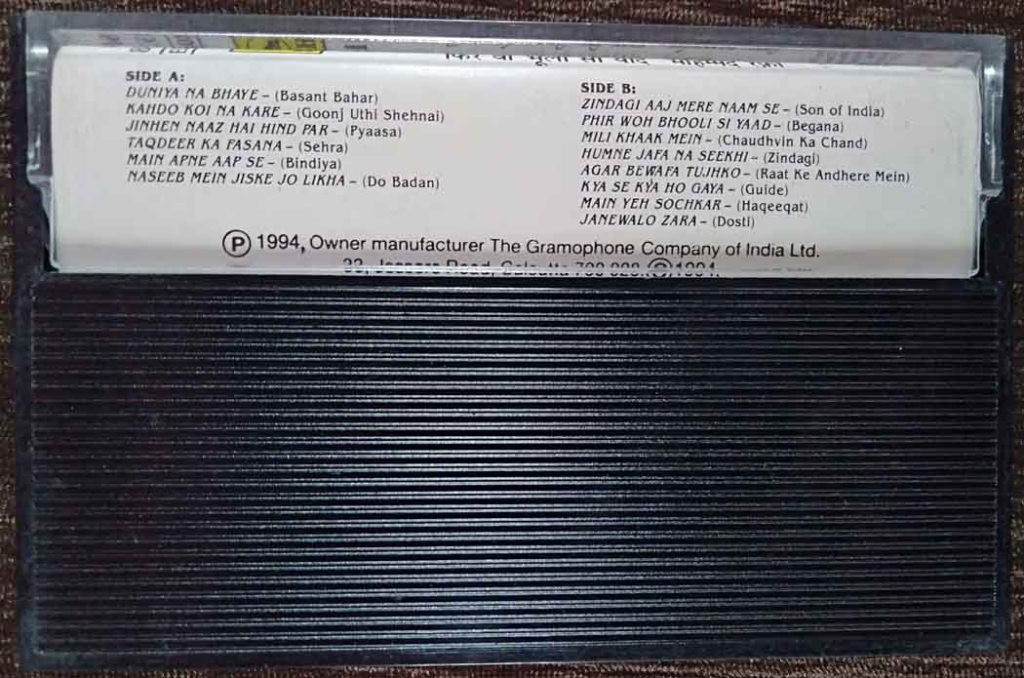 फिर वो भूली सी याद
SIDE A:
DUNIYA NA BHAYE – (Basant Bahar)
KAHDO KOI NA KARE – (Goonj Uthi Shehnai)
JINHEN NAAZ HAI HIND PAR – (Pyaasa)
TAQDEER KA FASANA – (Sehra)
MAIN APNE AAP SE – (Bindiya)
NASEEB MEIN JISKE JO LIKHA – (Do Badan)
SIDE B:
ZINDAGI AAJ MERE NAAM SE – (Son of India)
PHIR WOH BHOOLI SI YAAD – (Begana)
MILI KHAAK MEIN – (Chaudhvin Ka Chand)
HUMNE JAFA NA SEEKHI – (Zindagi)
AGAR BEWAFA TUJHKO – (Raat Ke Andhere Mein)
KYA SE KYA HO GAYA – (Guide)
MAIN YEH SOCHKAR – (Haqeeqat)
JANEWALO ZARA – (Dosti)
Ⓟ 1994, Owner manufacturer The Gramophone Company of India Ltd.